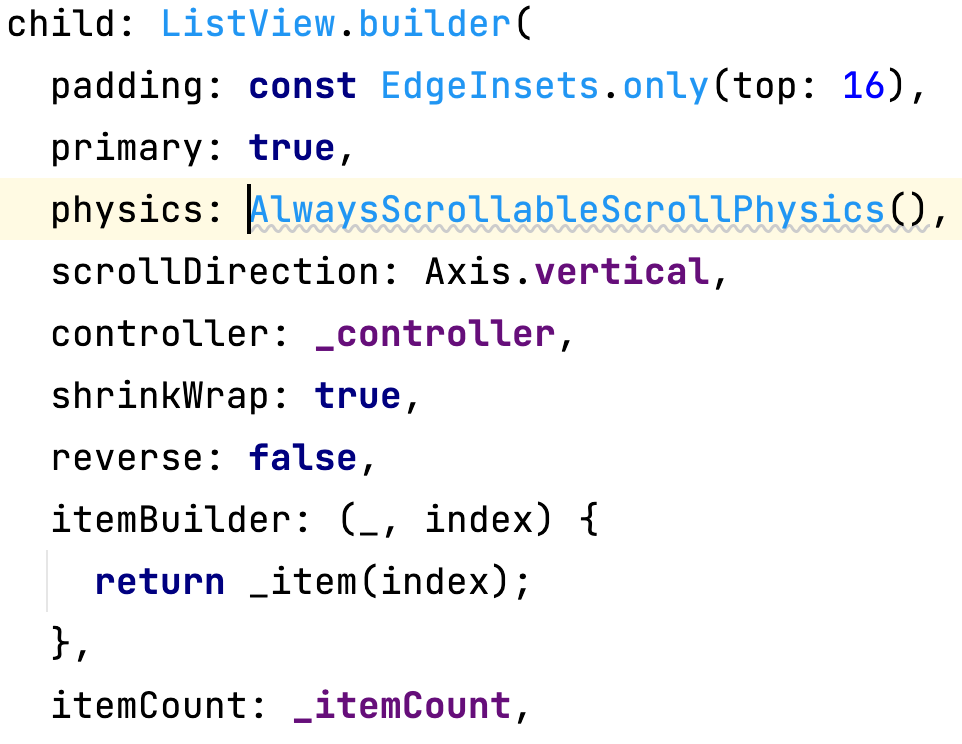 child: ListView.builder(
  padding: const EdgeInsets.only(top: 16),
  primary: true,
  physics: AlwaysScrollableScrollPhysics(),
  scrollDirection: Axis.vertical,
  controller: _controller,
  shrinkWrap: true,
  reverse: false,
  itemBuilder: (_, index) {
    return _item(index);
  },
  itemCount: _itemCount,